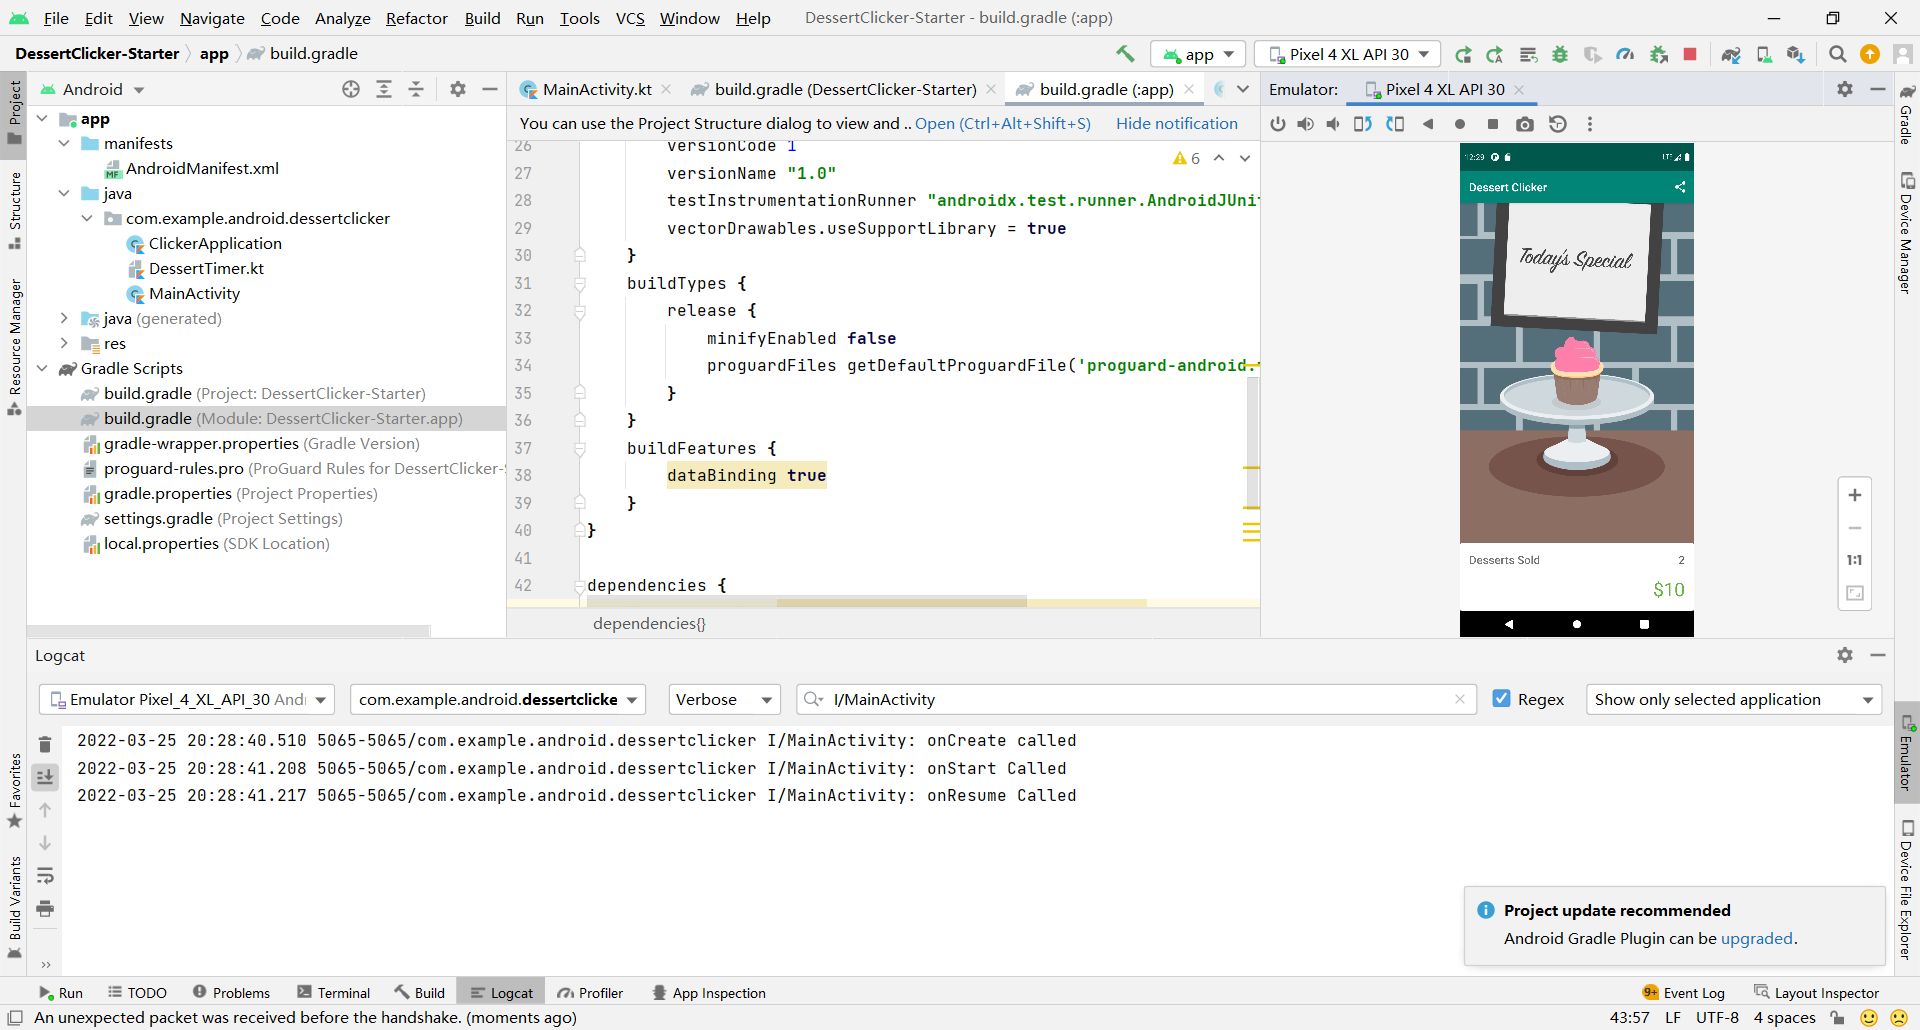 File Edit View Navigate Code Analyze Refactor Build Run Tools VCS Window Help DessertClicker-Starter - build.gradle (:app)
DessertClicker-Starter app build.gradle
app Pixel 4 XL API 30
Android
MainActivity.kt build.gradle (DessertClicker-Starter) build.gradle (:app)
Emulator: Pixel 4 XL API 30
You can use the Project Structure dialog to view and .. Open (Ctrl+Alt+Shift+S) Hide notification
Project
Structure
Resource Manager
Favorites
Build Variants
app
manifests
AndroidManifest.xml
java
com.example.android.dessertclicker
ClickerApplication
DessertTimer.kt
MainActivity
java (generated)
res
Gradle Scripts
build.gradle (Project: DessertClicker-Starter)
build.gradle (Module: DessertClicker-Starter.app)
gradle-wrapper.properties (Gradle Version)
proguard-rules.pro (ProGuard Rules for DessertClicker-
gradle.properties (Project Properties)
settings.gradle (Project Settings)
local.properties (SDK Location)
26 versionCode 1
6
27 versionName "1.0"
28 testInstrumentationRunner "androidx.test.runner.AndroidJUni
29 vectorDrawables.useSupportLibrary = true
30 }
31 buildTypes {
32 release {
33 minifyEnabled false
34 proguardFiles getDefaultProguardFile('proguard-android.
35 }
36 }
37 buildFeatures {
38 dataBinding true
39 }
40 }
41
42 dependencies {
dependencies{}
12:29 LTE
Dessert Clicker
Today's Special
Desserts Sold 2
$10
1:1
Gradle
Device Manager
Emulator
Device File Explorer
Logcat
Emulator Pixel_4_XL_API_30 And com.example.android.dessertclicke Verbose I/MainActivity Regex Show only selected application
2022-03-25 20:28:40.510 5065-5065/com.example.android.dessertclicker I/MainActivity: onCreate called
2022-03-25 20:28:41.208 5065-5065/com.example.android.dessertclicker I/MainActivity: onStart Called
2022-03-25 20:28:41.217 5065-5065/com.example.android.dessertclicker I/MainActivity: onResume Called
Project update recommended
Android Gradle Plugin can be upgraded.
Run TODO Problems Terminal Build Logcat Profiler App Inspection 9+ Event Log Layout Inspector
An unexpected packet was received before the handshake. (moments ago) 43:57 LF UTF-8 4 spaces